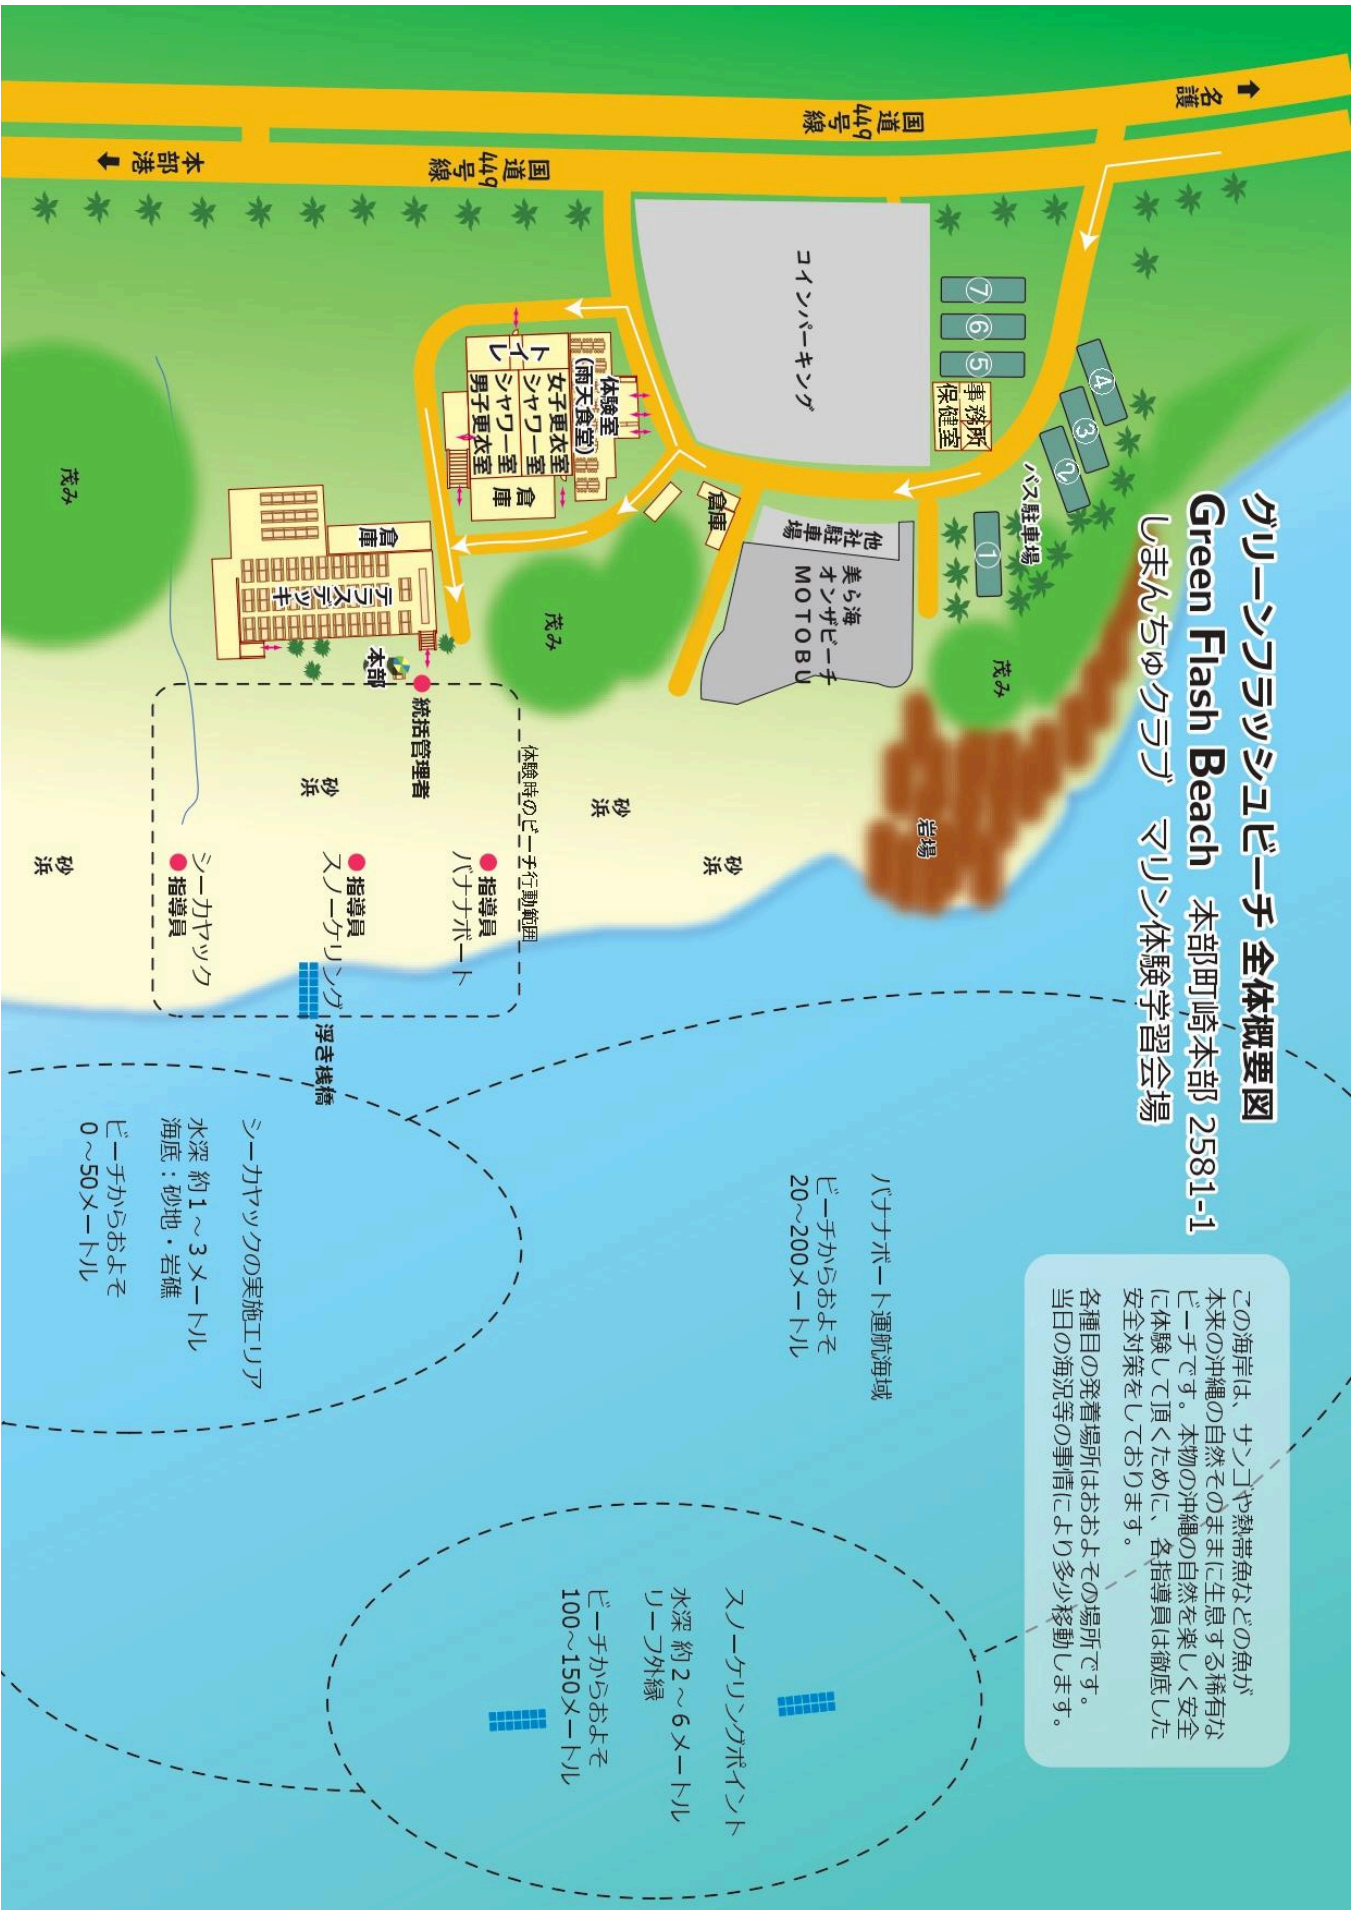 グリーンフラッシュビーチ 全体概要図
Green Flash Beach 本部町崎本部 2581-1
しまんちゅクラブ マリン体験学習会場
この海岸は、サンゴや熱帯魚などの魚が
本来の沖縄の自然そのままに生息する稀有な
ビーチです。本物の沖縄の自然を楽しく安全
に体験して頂くために、各指導員は徹底した
安全対策をしております。
各種目の発着場所はおおよその場所です。
当日の海況等の事情により多少移動します。
名護
国道
449号線
国道
449号線
本部港
コインパーキング
⑦
⑥
⑤
④
③
②
①
バス駐車場
事務所
保健室
倉庫
他社
駐車場
美ら海
オンザビーチ
MOTOBU
体験室
(雨天食堂)
トイレ
女子更衣室
シャワー室
シャワー室
男子更衣室
倉庫
倉庫
テラスデッキ
本部
統括管理者
茂み
茂み
茂み
岩場
砂浜
砂浜
砂浜
砂浜
体験時のビーチ行動範囲
指導員
バナナボート
指導員
スノーケリング
指導員
シーカヤック
浮き桟橋
バナナボート運航海域
ビーチからおよそ
20～200メートル
シーカヤックの実施エリア
水深 約1～3メートル
海底：砂地・岩礁
ビーチからおよそ
0～50メートル
スノーケリングポイント
水深 約2～6メートル
リーフ外縁
ビーチからおよそ
100～150メートル